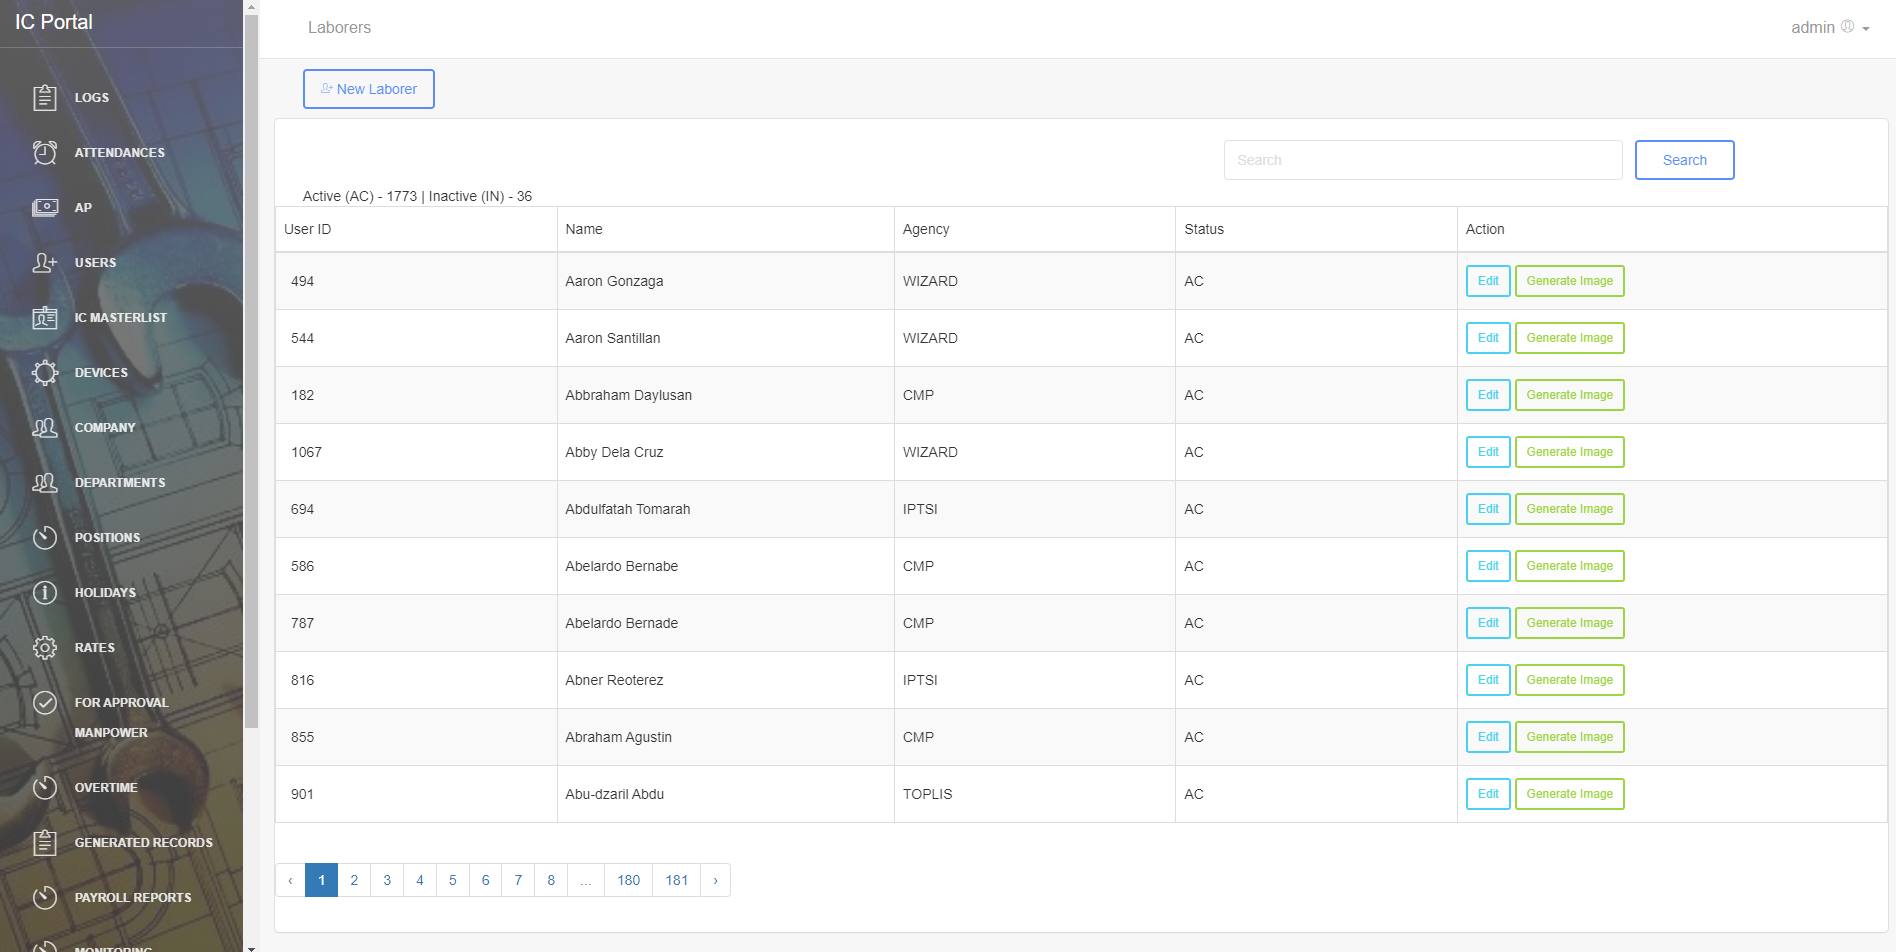 IC Portal
LOGS
ATTENDANCES
AP
USERS
IC MASTERLIST
DEVICES
COMPANY
DEPARTMENTS
POSITIONS
HOLIDAYS
RATES
FOR APPROVAL
MANPOWER
OVERTIME
GENERATED RECORDS
PAYROLL REPORTS
MONITORING
Laborers
admin
New Laborer
Search
Search
Active (AC) - 1773 | Inactive (IN) - 36
User ID Name Agency Status Action
494 Aaron Gonzaga WIZARD AC Edit Generate Image
544 Aaron Santillan WIZARD AC Edit Generate Image
182 Abbraham Daylusan CMP AC Edit Generate Image
1067 Abby Dela Cruz WIZARD AC Edit Generate Image
694 Abdulfatah Tomarah IPTSI AC Edit Generate Image
586 Abelardo Bernabe CMP AC Edit Generate Image
787 Abelardo Bernade CMP AC Edit Generate Image
816 Abner Reoterez IPTSI AC Edit Generate Image
855 Abraham Agustin CMP AC Edit Generate Image
901 Abu-dzaril Abdu TOPLIS AC Edit Generate Image
‹ 1 2 3 4 5 6 7 8 ... 180 181 ›